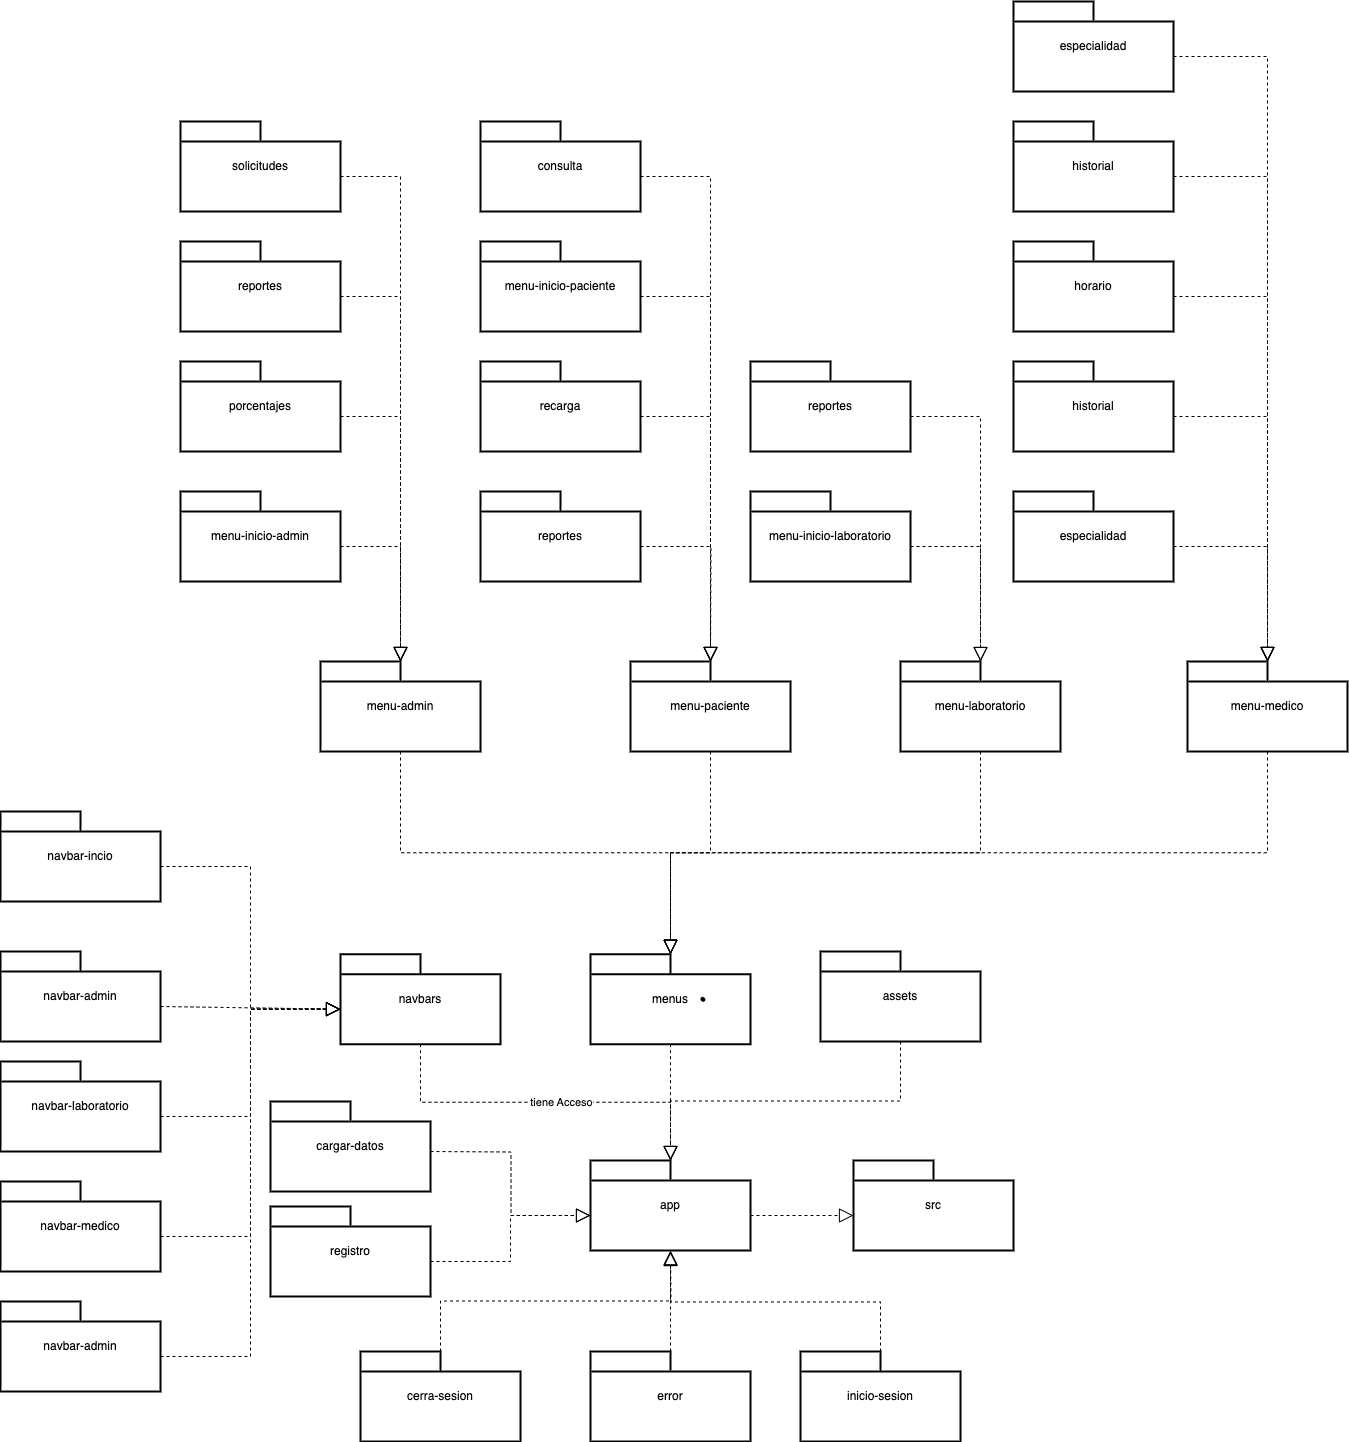 especialidad
solicitudes
consulta
historial
reportes
menu-inicio-paciente
horario
porcentajes
recarga
reportes
historial
menu-inicio-admin
reportes
menu-inicio-laboratorio
especialidad
menu-admin
menu-paciente
menu-laboratorio
menu-medico
navbar-incio
navbar-admin
navbars
menus
assets
navbar-laboratorio
tiene Acceso
cargar-datos
app
src
navbar-medico
registro
navbar-admin
cerra-sesion
error
inicio-sesion